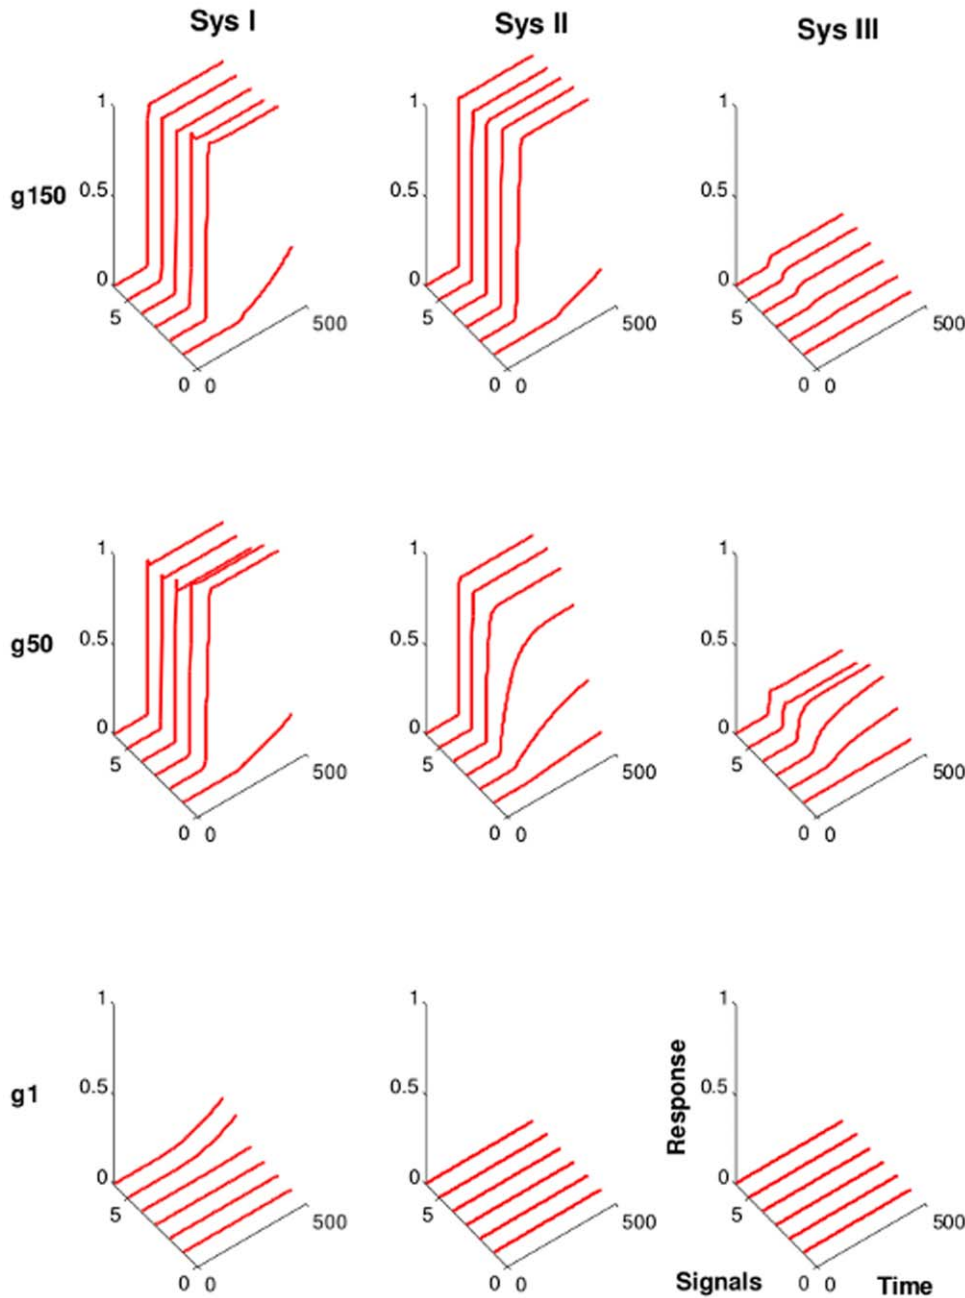 Sys I Sys II Sys III
1 1 1
g150 0.5 0.5 0.5
0 0 0
5 500 5 500 5 500
0 0 0 0 0 0
1 1 1
g50 0.5 0.5 0.5
0 0 0
5 500 5 500 5 500
0 0 0 0 0 0
1 1 1
g1 0.5 0.5 Response 0.5
0 0 0
5 500 5 500 5 500
0 0 0 0 Signals 0 0 Time